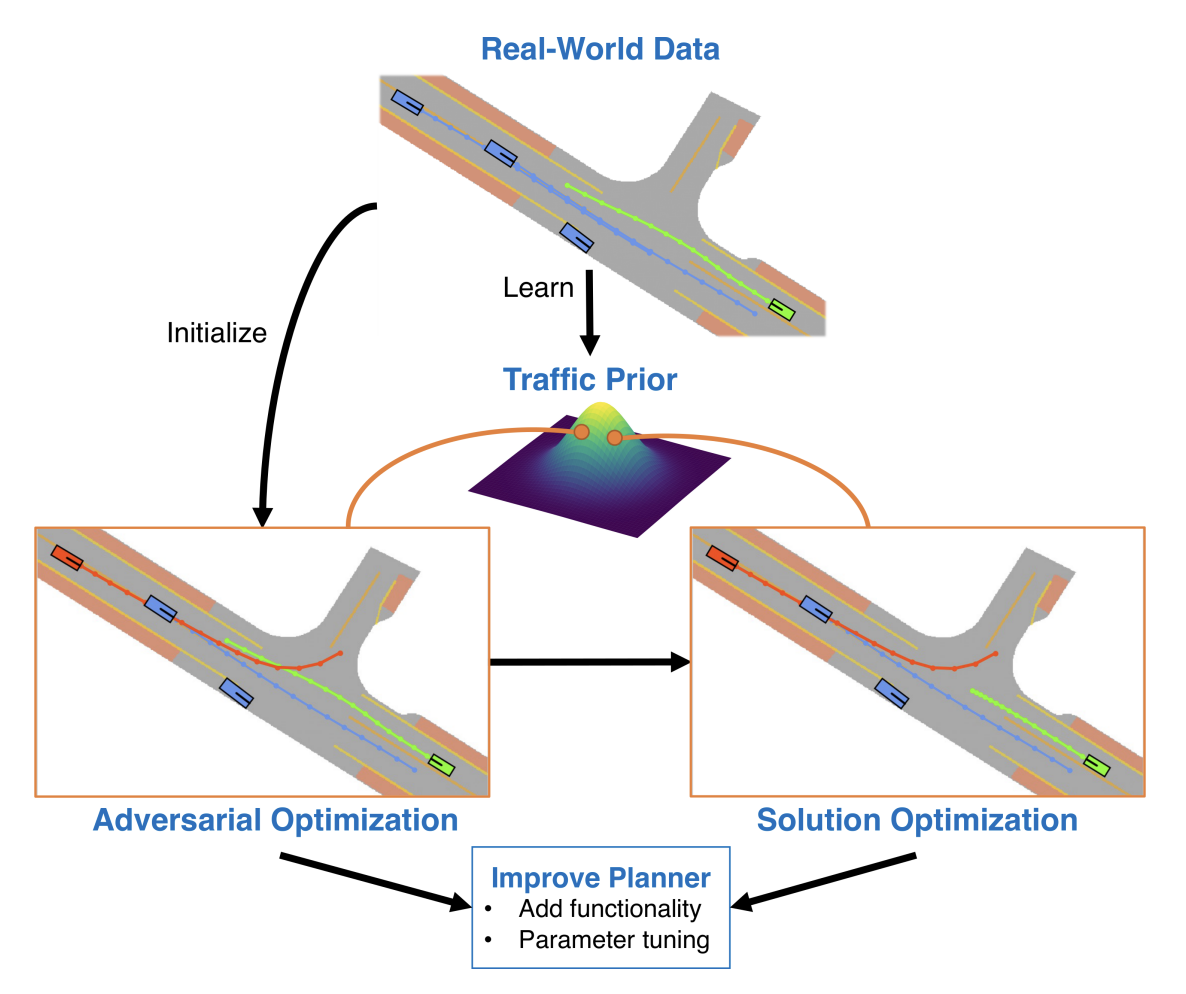 Real-World Data
Learn
Initialize
Traffic Prior
Adversarial Optimization
Solution Optimization
Improve Planner
• Add functionality
• Parameter tuning